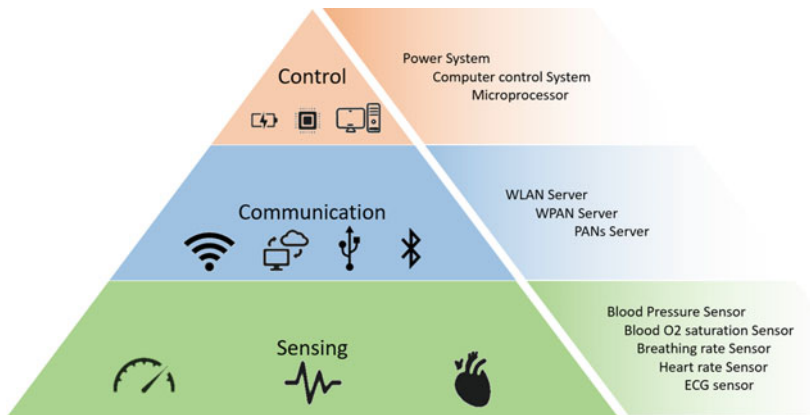 Control
Power System
Computer control System
Microprocessor
Communication
WLAN Server
WPAN Server
PANs Server
Sensing
Blood Pressure Sensor
Blood O2 saturation Sensor
Breathing rate Sensor
Heart rate Sensor
ECG sensor